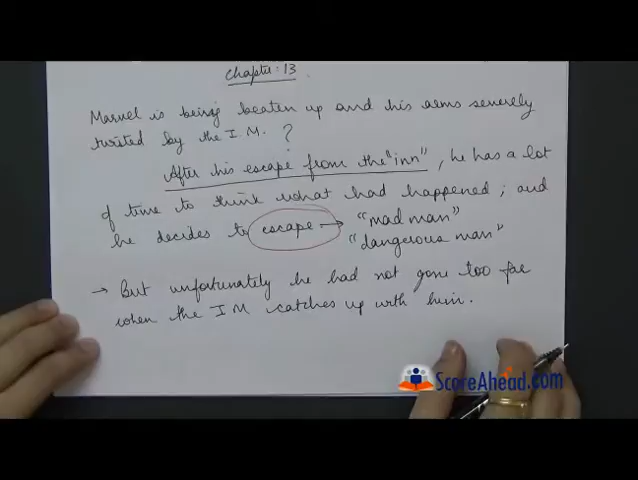 Chapter: 13
Marvel is being beaten up and his arms severely
twisted by the I.M. ?
After his escape from the "inn", he has a lot
of time to think what had happened; and
he decides to escape → "mad man"
"dangerous man"
→ But unfortunately he had not gone too far
when the IM catches up with him.
ScoreAhead.com